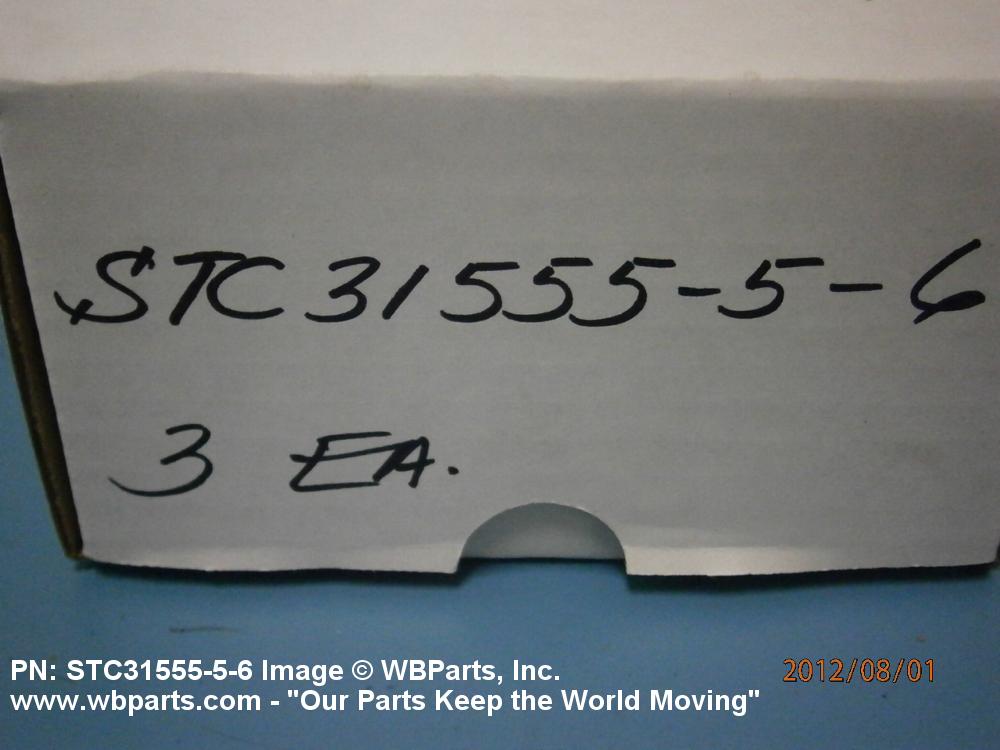 STC31555-5-6
3 EA.
PN: STC31555-5-6 Image © WBParts, Inc.
2012/08/01
www.wbparts.com - "Our Parts Keep the World Moving"